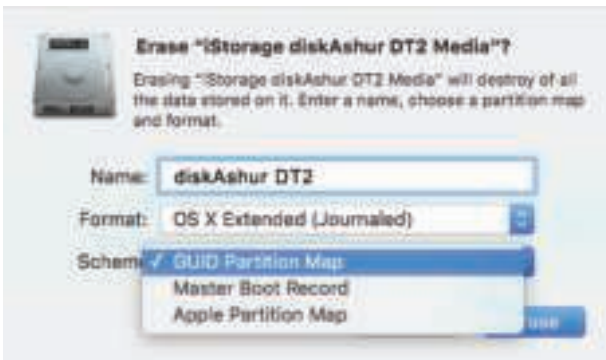 Erase "iStorage diskAshur DT2 Media"?
Erasing "iStorage diskAshur DT2 Media" will destroy of all
the data stored on it. Enter a name, choose a partition map
and format.
Name: diskAshur DT2
Format: OS X Extended (Journaled)
Schem ✓ GUID Partition Map
Master Boot Record
Apple Partition Map